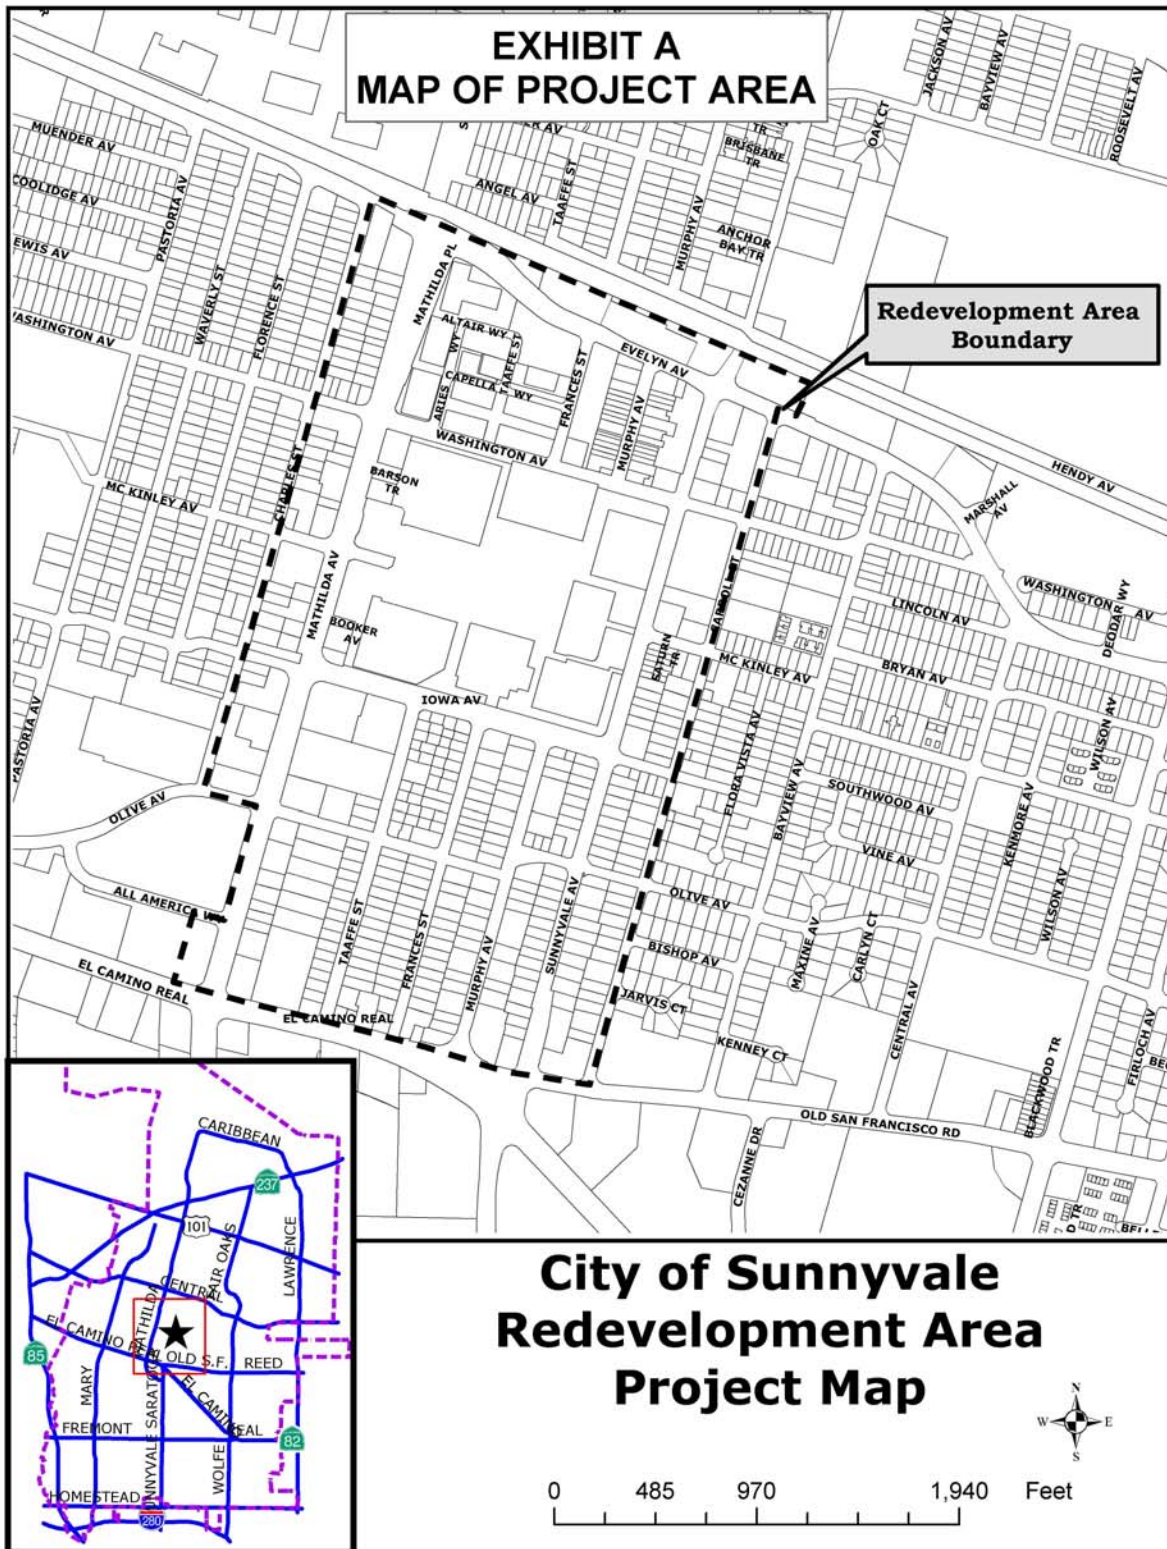 EXHIBIT A
MAP OF PROJECT AREA
JACKSON AV
BAYVIEW AV
ROOSEVELT AV
OAK CT
TR
BRISBANE
TR
MUENDER AV
COOLIDGE AV
PASTORIA AV
ANGEL AV
TAAFFE ST
MURPHY AV
ANCHOR
BAY TR
WAVERLY ST
FLORENCE ST
MATHILDA PL
Redevelopment Area
Boundary
ALTAIR WY
TAAFFE ST
EVELYN AV
CAPELLA WY
ARIES WY
FRANCES ST
MURPHY AV
WASHINGTON AV
HENDY AV
BARSON
TR
CHARLES ST
MC KINLEY AV
MARSHALL
AV
MATHILDA AV
WASHINGTON AV
DEODAR WY
LINCOLN AV
BOOKER
AV
SATURN
TR
MC KINLEY AV
BRYAN AV
IOWA AV
PASTORIA AV
FLORA VISTA AV
BAYVIEW AV
WILSON AV
SOUTHWOOD AV
OLIVE AV
VINE AV
KENMORE AV
ALL AMERICA
OLIVE AV
WILSON AV
TAAFFE ST
FRANCES ST
MURPHY AV
SUNNYVALE AV
BISHOP AV
MAXINE AV
CARLYN CT
EL CAMINO REAL
JARVIS CT
CENTRAL AV
EL CAMINO REAL
KENNEY CT
FIRLOCH AV
BLACKWOOD TR
OLD SAN FRANCISCO RD
CEZANNE DR
CARIBBEAN
237
101
FAIR OAKS
LAWRENCE
CENTRAL
MATHILDA
EL CAMINO
85
OLD S.F.
REED
MARY
EL CAMINO
FREMONT
82
WOLFE
HOMESTEAD
280
City of Sunnyvale
Redevelopment Area
Project Map
N
W E
S
0 485 970 1,940 Feet